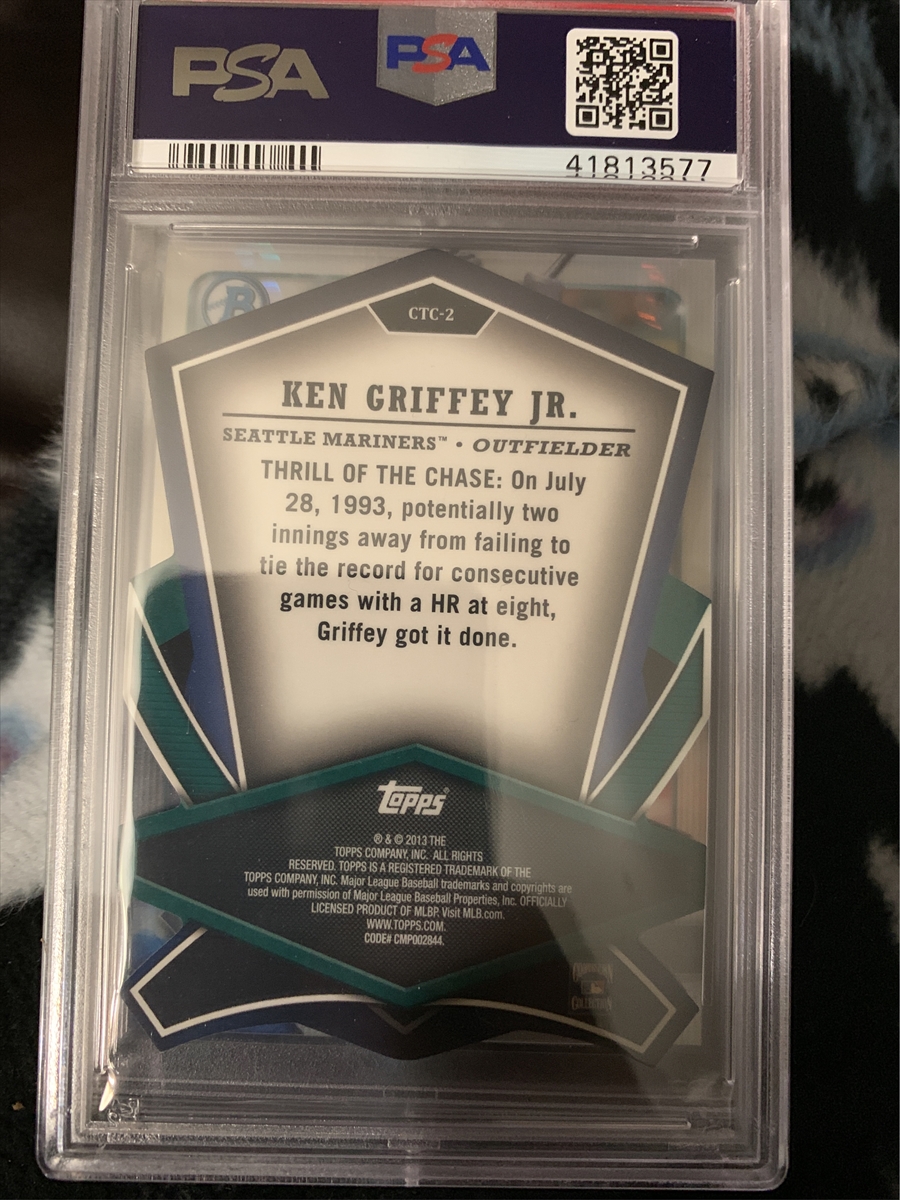 PSA PSA
41813577
B
CTC-2
KEN GRIFFEY JR.
SEATTLE MARINERS™ • OUTFIELDER
THRILL OF THE CHASE: On July
28, 1993, potentially two
innings away from failing to
tie the record for consecutive
games with a HR at eight,
Griffey got it done.
topps®
® & © 2013 THE
TOPPS COMPANY, INC. ALL RIGHTS
RESERVED. TOPPS IS A REGISTERED TRADEMARK OF THE
TOPPS COMPANY, INC. Major League Baseball trademarks and copyrights are
used with permission of Major League Baseball Properties, Inc. OFFICIALLY
LICENSED PRODUCT OF MLBP. Visit MLB.com.
WWW.TOPPS.COM.
CODE# CMP002844.
COLLECTION